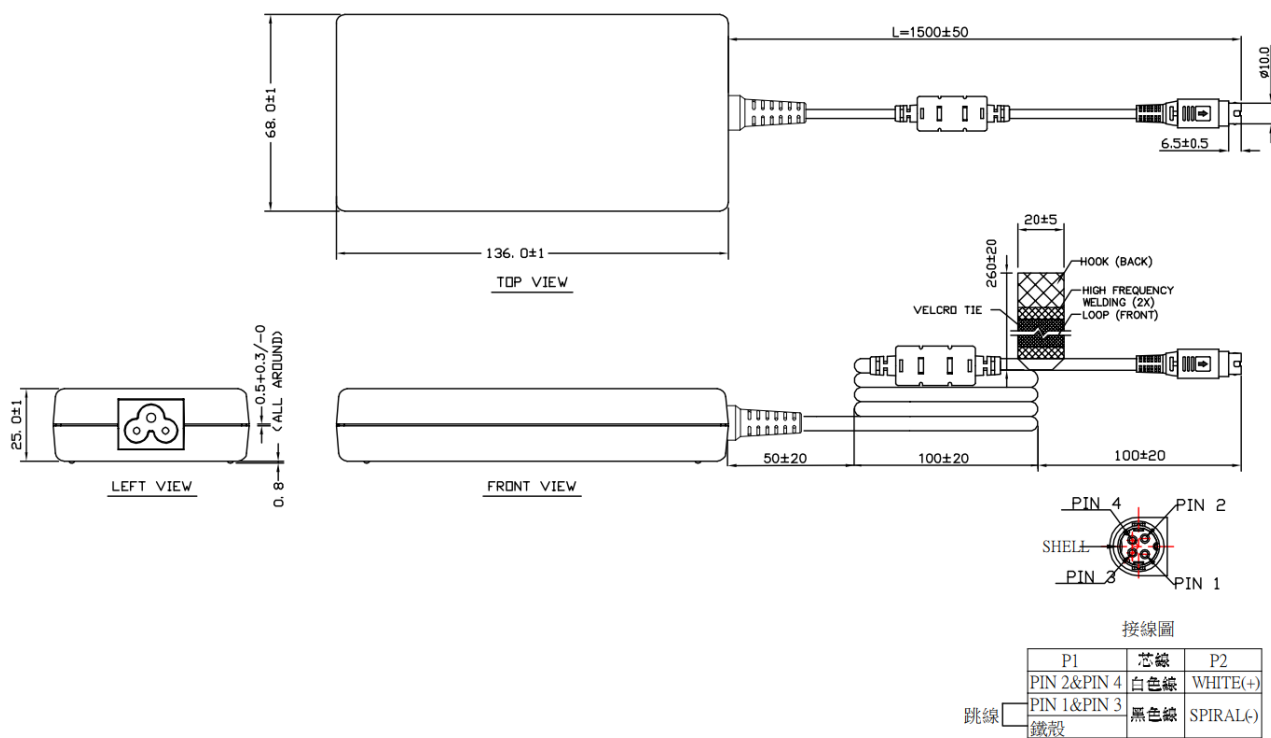 L=1500±50
ø10.0
68.0±1
6.5±0.5
136.0±1
TOP VIEW
20±5
260±20
HOOK (BACK)
HIGH FREQUENCY
WELDING (2X)
LOOP (FRONT)
VELCRO TIE
25.0±1
0.5+0.3/-0
(ALL AROUND)
0.8
LEFT VIEW
FRONT VIEW
50±20
100±20
100±20
PIN 4
PIN 2
SHELL
PIN 3
PIN 1
接線圖
P1 芯線 P2
PIN 2&PIN 4 白色線 WHITE(+)
跳線 PIN 1&PIN 3 黑色線 SPIRAL(-)
鐵殼